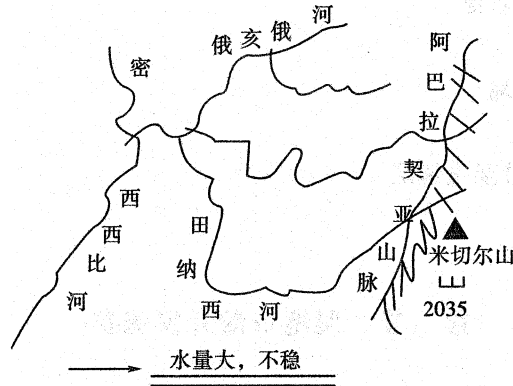 俄亥俄河
密西西比河
田纳西河
阿巴拉契亚山脉
米切尔山
2035
水量大，不稳